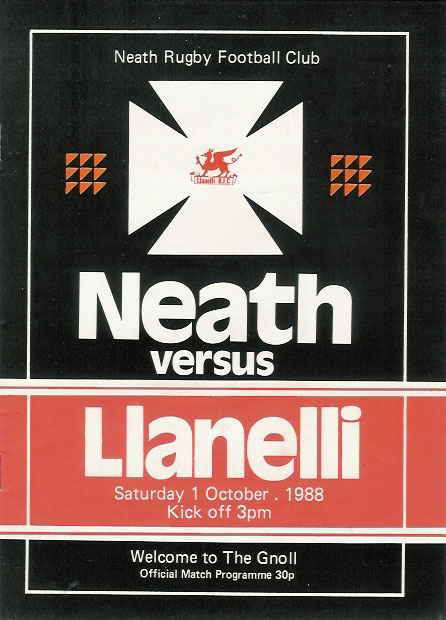 Neath Rugby Football Club
Llanelli R.F.C
Neath
versus
Llanelli
Saturday 1 October . 1988
Kick off 3pm
Welcome to The Gnoll
Official Match Programme 30p